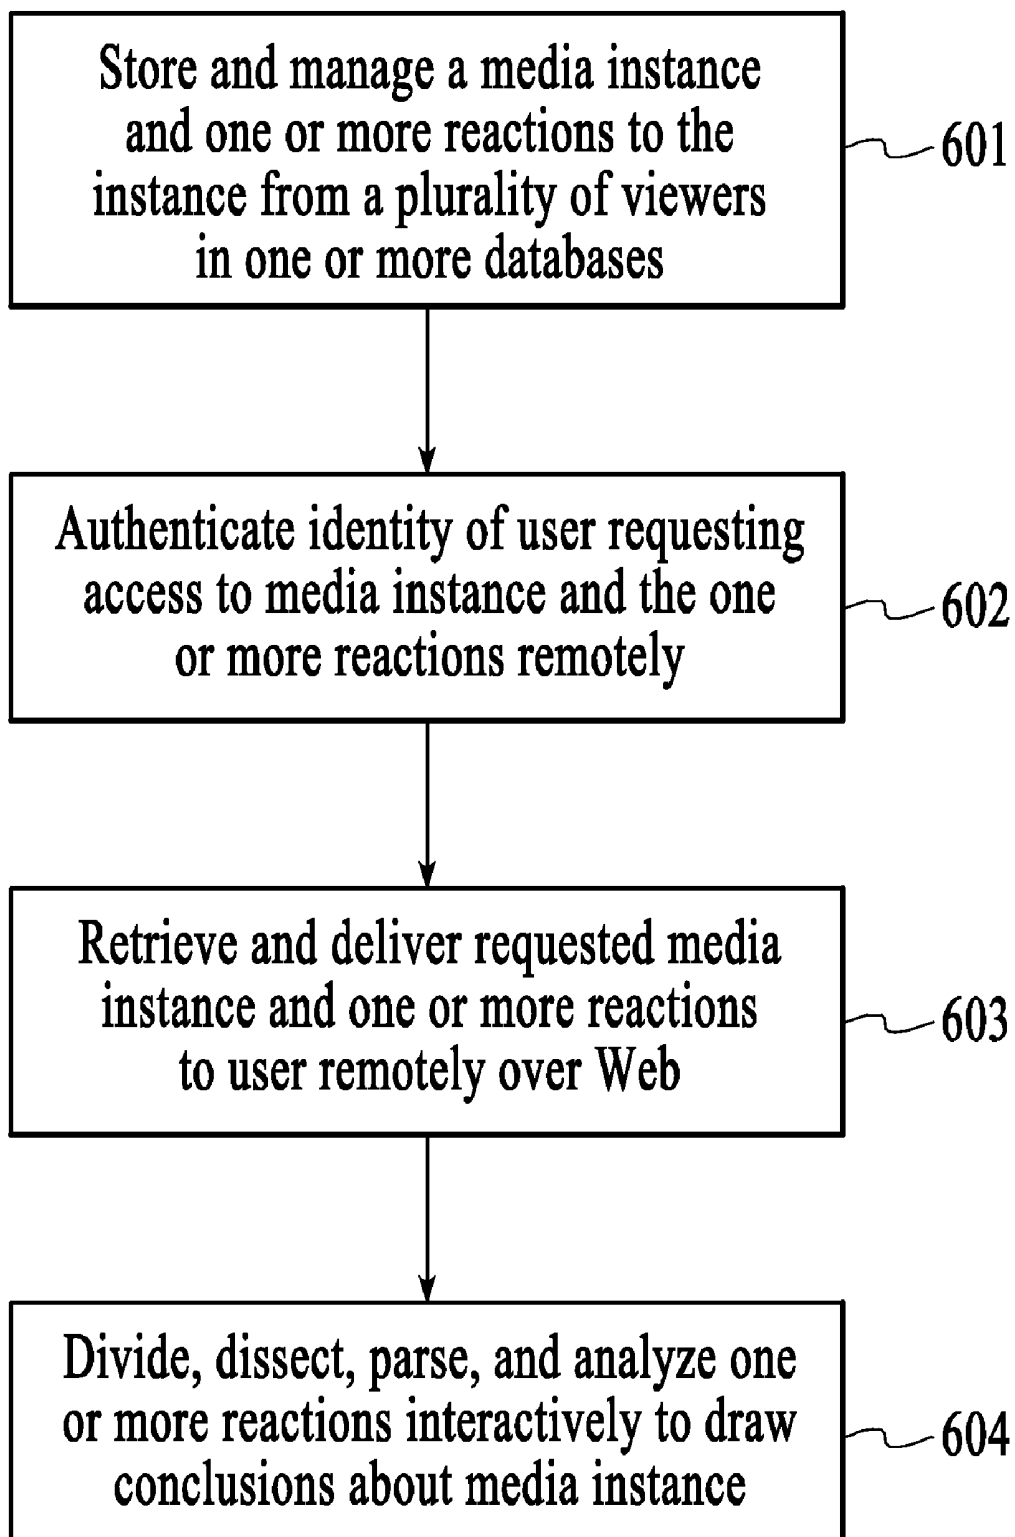 Store and manage a media instance
and one or more reactions to the
instance from a plurality of viewers
in one or more databases
601
Authenticate identity of user requesting
access to media instance and the one
or more reactions remotely
602
Retrieve and deliver requested media
instance and one or more reactions
to user remotely over Web
603
Divide, dissect, parse, and analyze one
or more reactions interactively to draw
conclusions about media instance
604